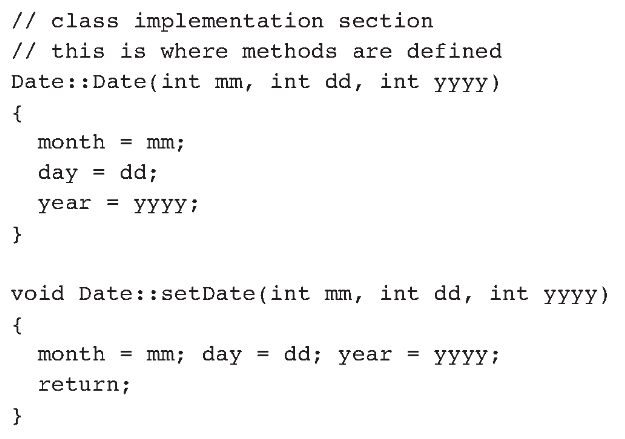 // class implementation section
// this is where methods are defined
Date::Date(int mm, int dd, int yyyy)
{
  month = mm;
  day = dd;
  year = yyyy;
}

void Date::setDate(int mm, int dd, int yyyy)
{
  month = mm; day = dd; year = yyyy;
  return;
}